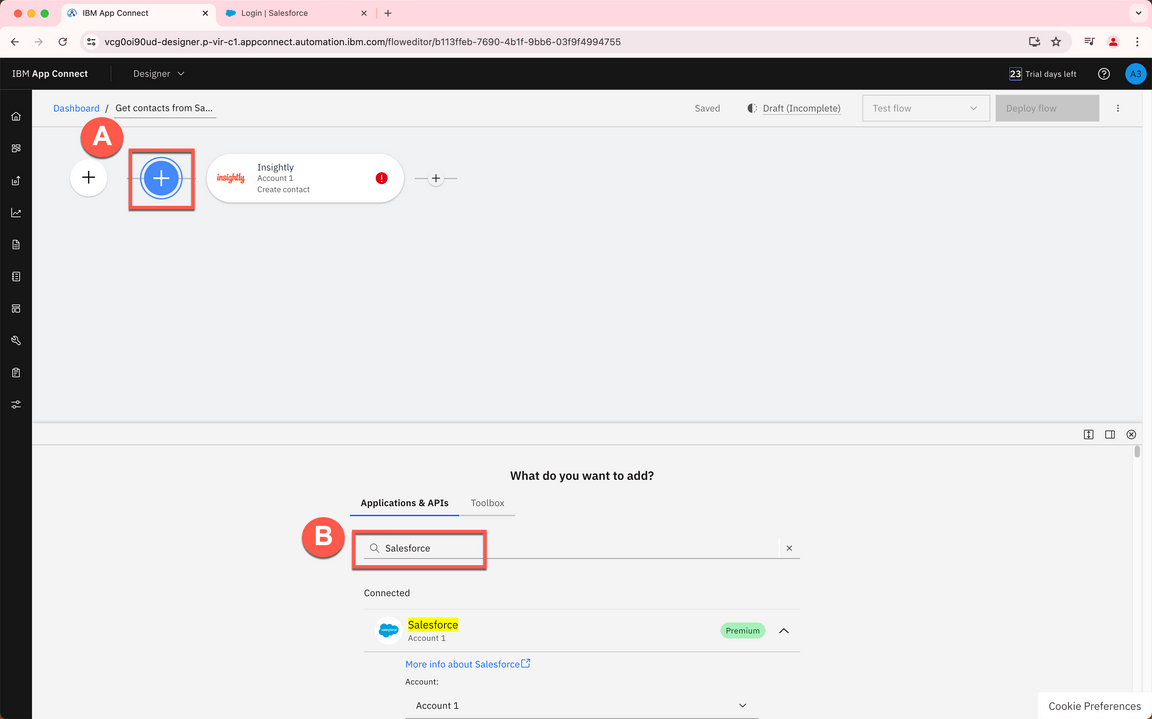 IBM App Connect
Login | Salesforce
vcg0oi90ud-designer.p-vir-c1.appconnect.automation.ibm.com/floweditor/b113ffeb-7690-4b1f-9bb6-03f9f4994755
IBM App Connect
Designer
23 Trial days left
A3
Dashboard / Get contacts from Sa...
Saved
Draft (Incomplete)
Test flow
Deploy flow
A
insightly
Insightly
Account 1
Create contact
What do you want to add?
Applications & APIs
Toolbox
B
Salesforce
Connected
Salesforce
Account 1
Premium
More info about Salesforce
Account:
Account 1
Cookie Preferences